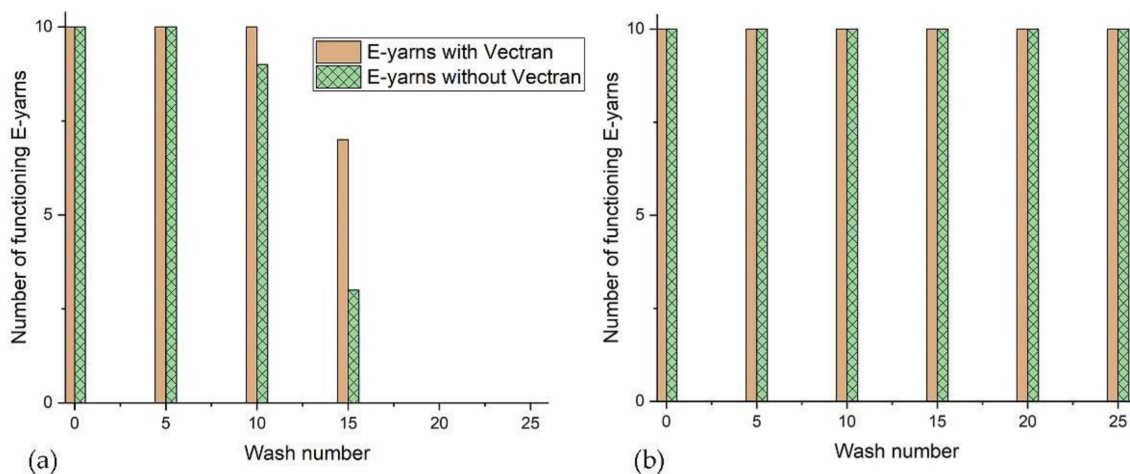 10
5
0
Number of functioning E-yarns
E-yarns with Vectran
E-yarns without Vectran
0 5 10 15 20 25
Wash number
(a)
10
5
0
Number of functioning E-yarns
0 5 10 15 20 25
Wash number
(b)